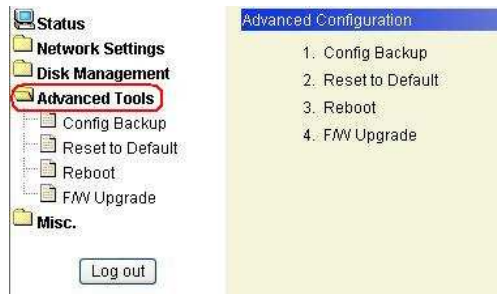 Status
Network Settings
Disk Management
Advanced Tools
Config Backup
Reset to Default
Reboot
F/W Upgrade
Misc.
Log out
Advanced Configuration
1. Config Backup
2. Reset to Default
3. Reboot
4. F/W Upgrade